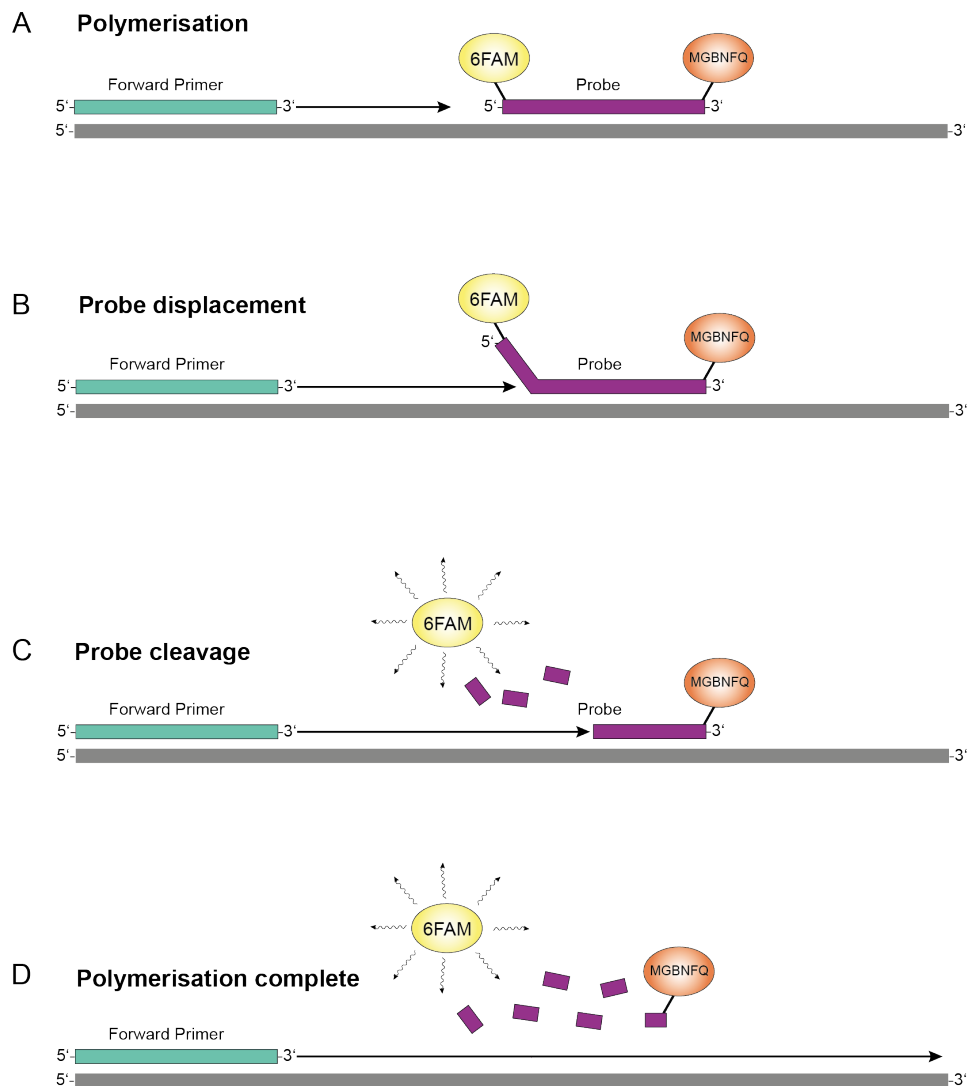 A Polymerisation
6FAM
MGBNFQ
Forward Primer
Probe
5‘ 3‘ 5‘ 3‘
5‘ 3‘
B Probe displacement
6FAM
MGBNFQ
5‘
Forward Primer
Probe
5‘ 3‘ 3‘
5‘ 3‘
6FAM
C Probe cleavage
MGBNFQ
Forward Primer
Probe
5‘ 3‘ 3‘
5‘ 3‘
6FAM
D Polymerisation complete
MGBNFQ
Forward Primer
5‘ 3‘
5‘ 3‘